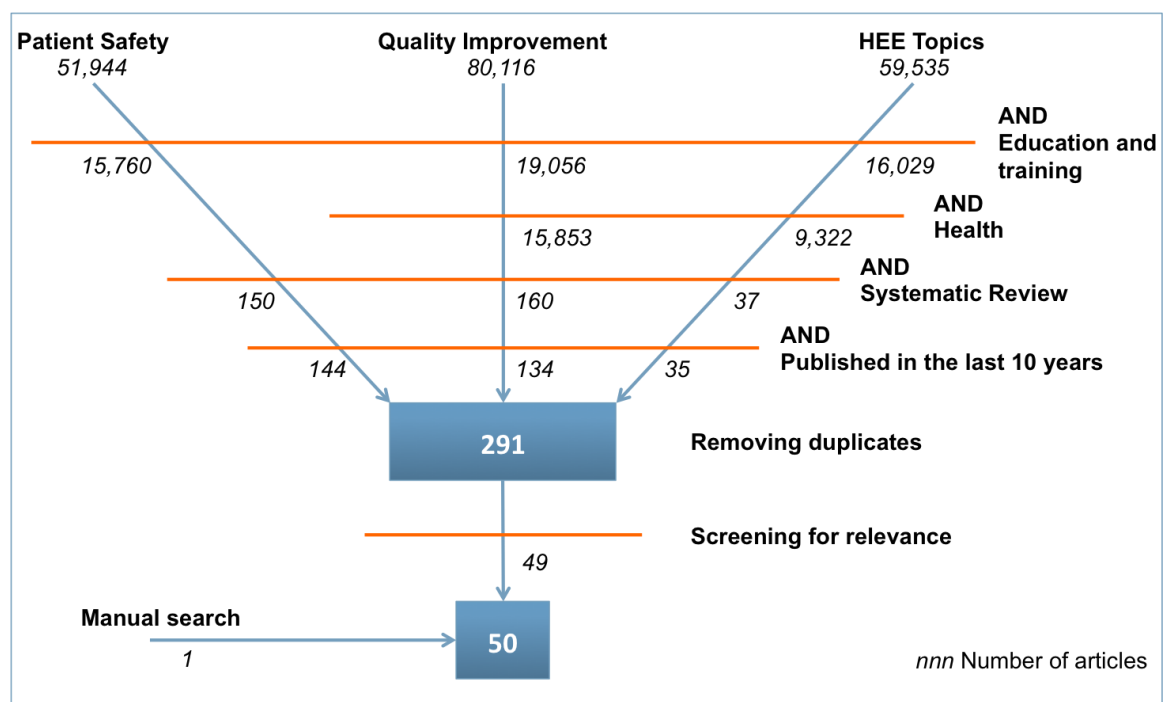 Patient Safety
51,944
Quality Improvement
80,116
HEE Topics
59,535
AND
Education and
training
15,760
19,056
16,029
AND
Health
15,853
9,322
AND
Systematic Review
150
160
37
AND
Published in the last 10 years
144
134
35
291
Removing duplicates
Screening for relevance
49
Manual search
1
50
nnn Number of articles